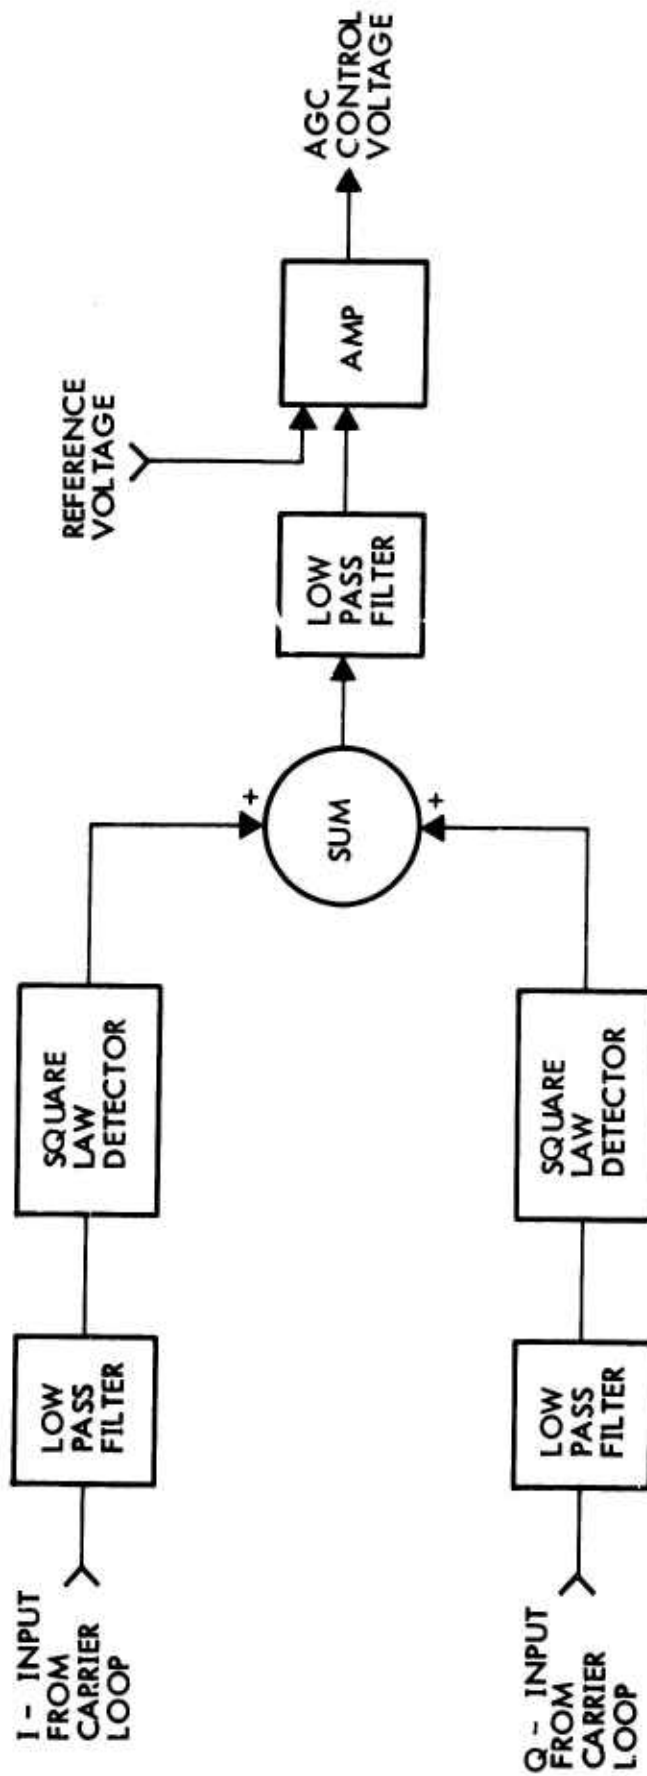 I - INPUT
FROM
CARRIER
LOOP
LOW
PASS
FILTER
SQUARE
LAW
DETECTOR
Q - INPUT
FROM
CARRIER
LOOP
LOW
PASS
FILTER
SQUARE
LAW
DETECTOR
+
SUM
+
LOW
PASS
FILTER
REFERENCE
VOLTAGE
AMP
AGC
CONTROL
VOLTAGE